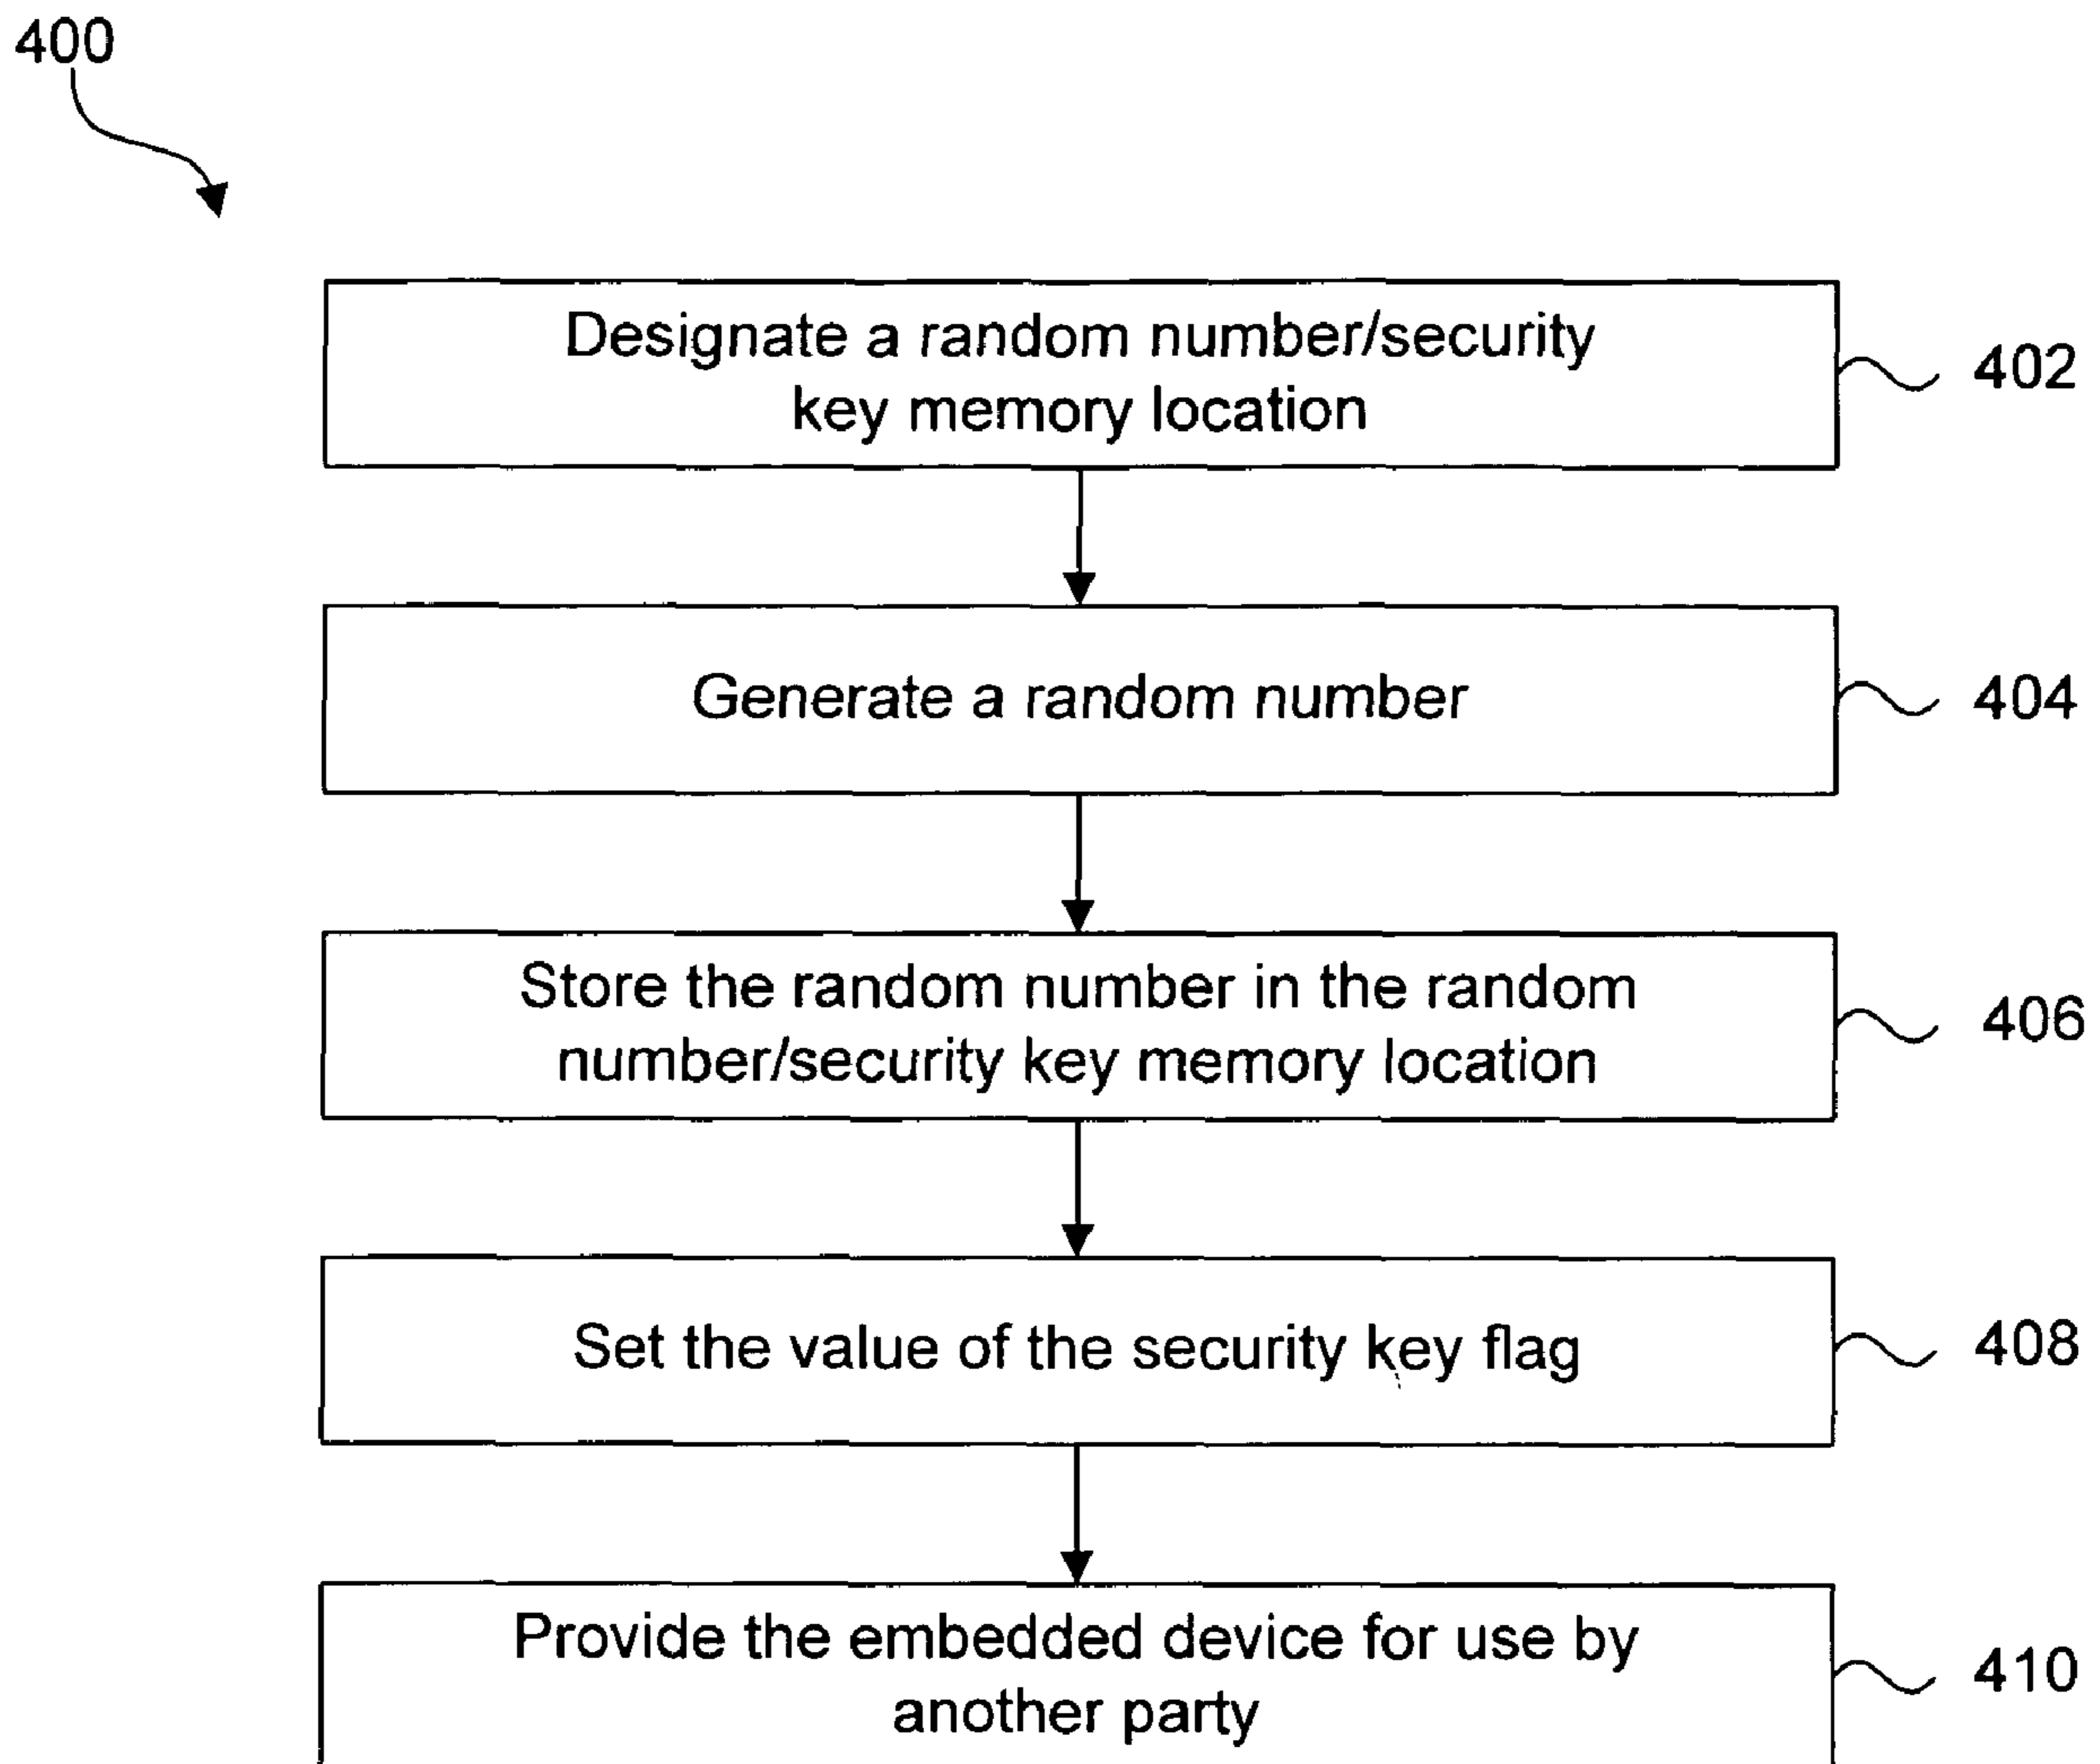 400
Designate a random number/security
key memory location
402
Generate a random number
404
Store the random number in the random
number/security key memory location
406
Set the value of the security key flag
408
Provide the embedded device for use by
another party
410